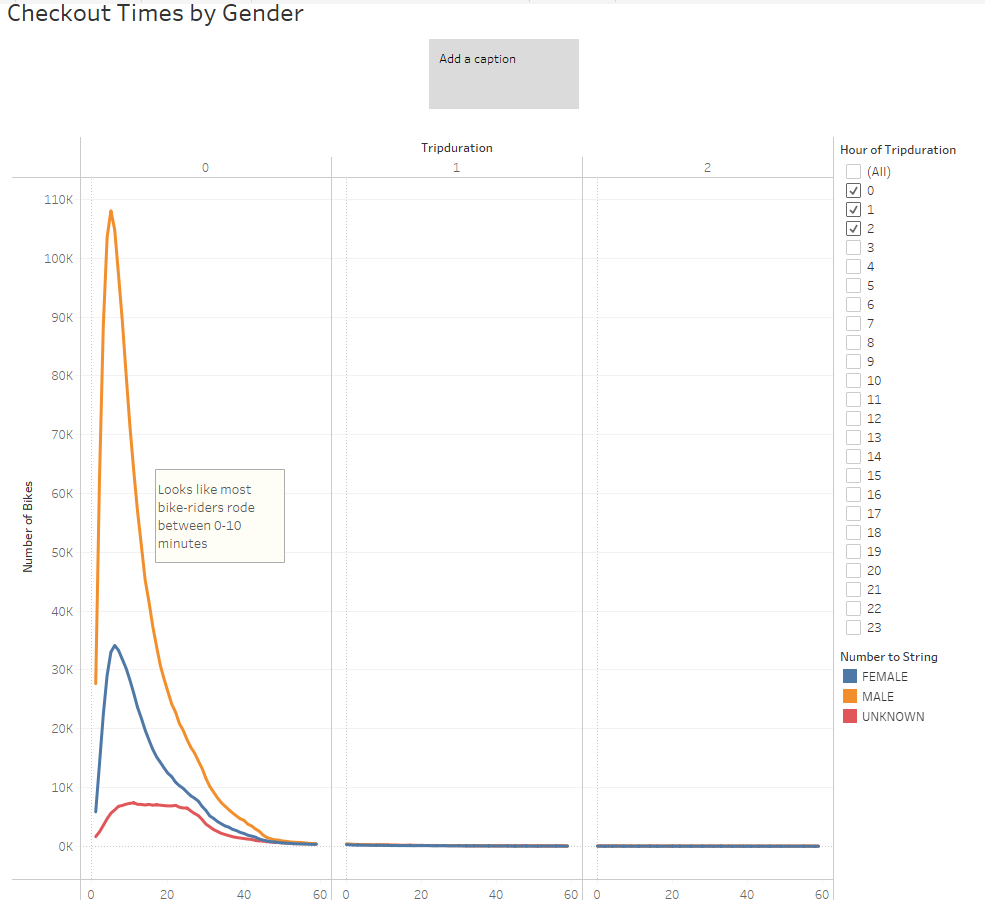 Checkout Times by Gender
Add a caption
Tripduration
0
1
2
110K
100K
90K
80K
70K
60K
50K
40K
30K
20K
10K
0K
Number of Bikes
Looks like most
bike-riders rode
between 0-10
minutes
0 20 40 60 0 20 40 60 0 20 40 60
Hour of Tripduration
(All)
0
1
2
3
4
5
6
7
8
9
10
11
12
13
14
15
16
17
18
19
20
21
22
23
Number to String
FEMALE
MALE
UNKNOWN